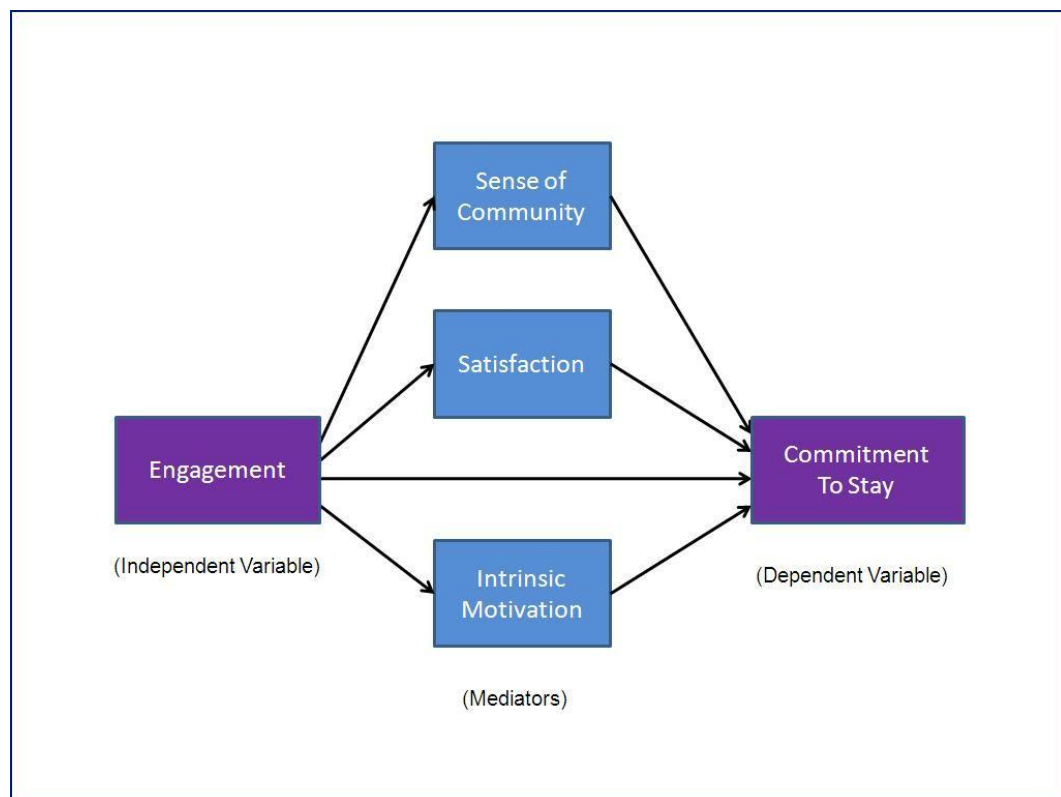 Sense of
Community
Satisfaction
Engagement
(Independent Variable)
Commitment
To Stay
(Dependent Variable)
Intrinsic
Motivation
(Mediators)